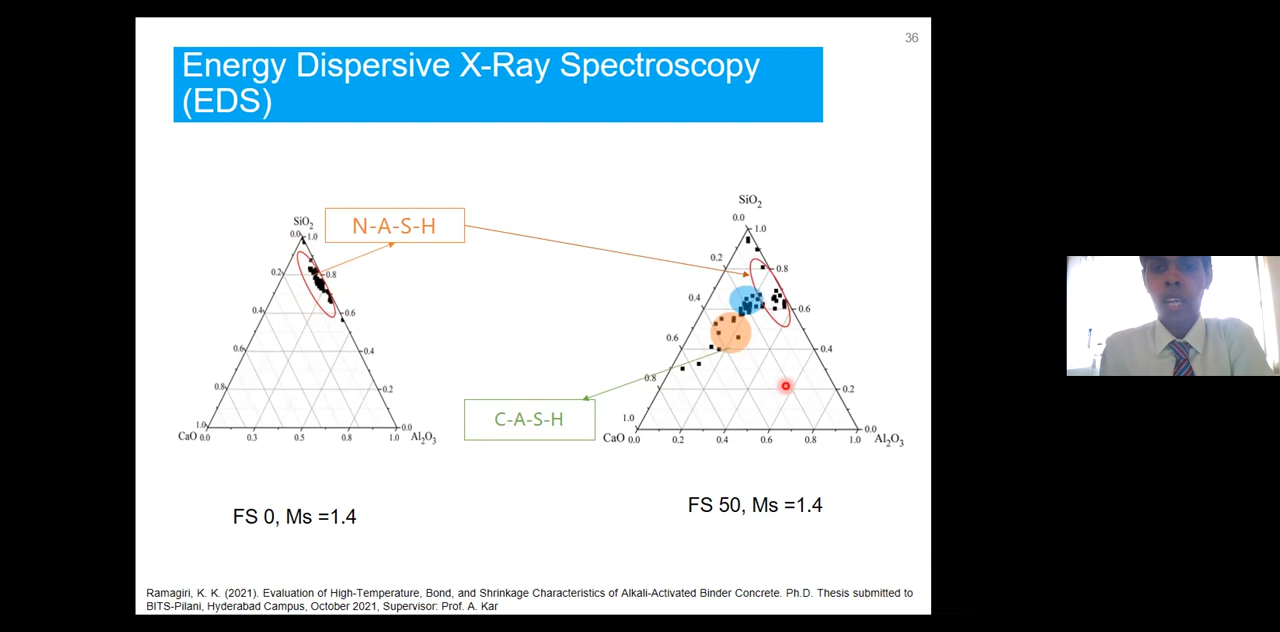 36
Energy Dispersive X-Ray Spectroscopy
(EDS)
N-A-S-H
C-A-S-H
SiO2
0.0 1.0
0.2 0.8
0.4 0.6
0.6 0.4
0.8 0.2
1.0 0.0
CaO 0.0 0.3 0.5 0.8 1.0 Al2O3
FS 0, Ms =1.4
SiO2
0.0 1.0
0.2 0.8
0.4 0.6
0.6 0.4
0.8 0.2
1.0 0.0
CaO 0.0 0.2 0.4 0.6 0.8 1.0 Al2O3
FS 50, Ms =1.4
Ramagiri, K. K. (2021). Evaluation of High-Temperature, Bond, and Shrinkage Characteristics of Alkali-Activated Binder Concrete. Ph.D. Thesis submitted to
BITS-Pilani, Hyderabad Campus, October 2021, Supervisor: Prof. A. Kar